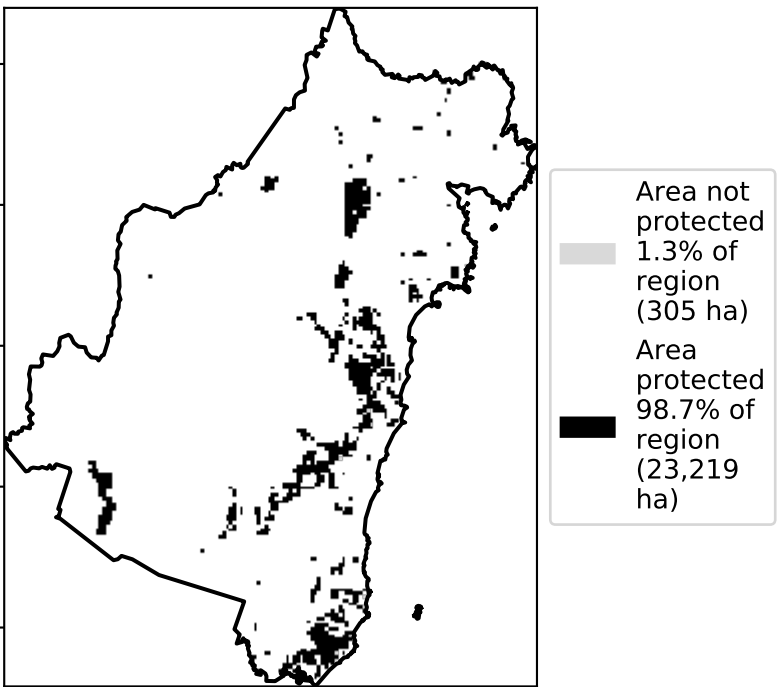 Area not
protected
1.3% of
region
(305 ha)
Area
protected
98.7% of
region
(23,219
ha)